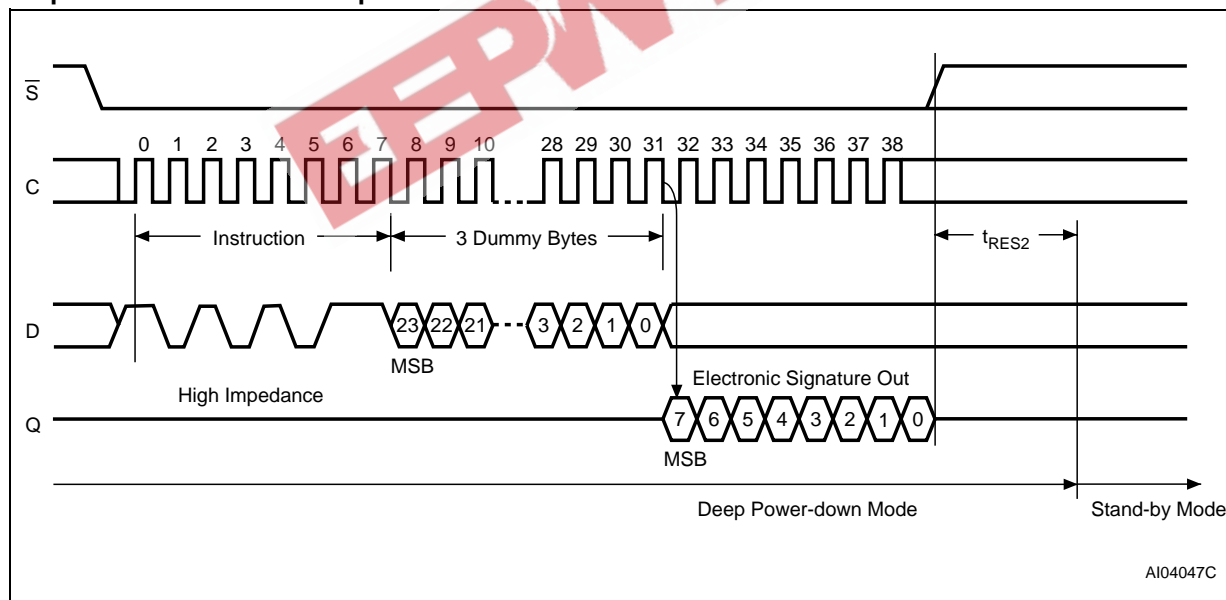 S
0 1 2 3 4 5 6 7 8 9 10 28 29 30 31 32 33 34 35 36 37 38
C
Instruction 3 Dummy Bytes tRES2
D 23 22 21 3 2 1 0
MSB
High Impedance Electronic Signature Out
Q 7 6 5 4 3 2 1 0
MSB
Deep Power-down Mode Stand-by Mode
AI04047C